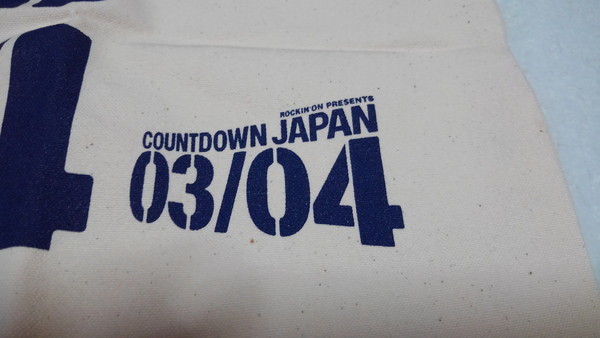 ROCKIN'ON PRESENTS
COUNTDOWN JAPAN
03/04